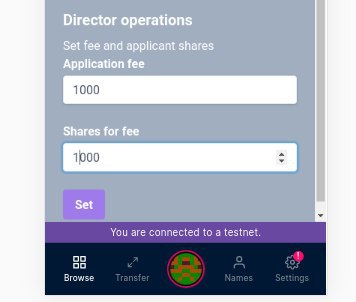 Director operations
Set fee and applicant shares
Application fee
1000
Shares for fee
1000
Set
You are connected to a testnet.
Browse
Transfer
Names
Settings
!